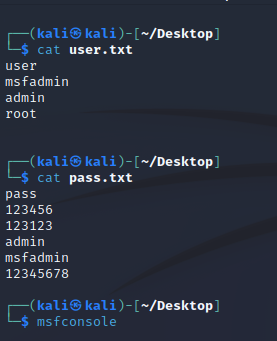 ┌──(kali㉿kali)-[~/Desktop]
└─$ cat user.txt
user
msfadmin
admin
root
┌──(kali㉿kali)-[~/Desktop]
└─$ cat pass.txt
pass
123456
123123
admin
msfadmin
12345678
┌──(kali㉿kali)-[~/Desktop]
└─$ msfconsole